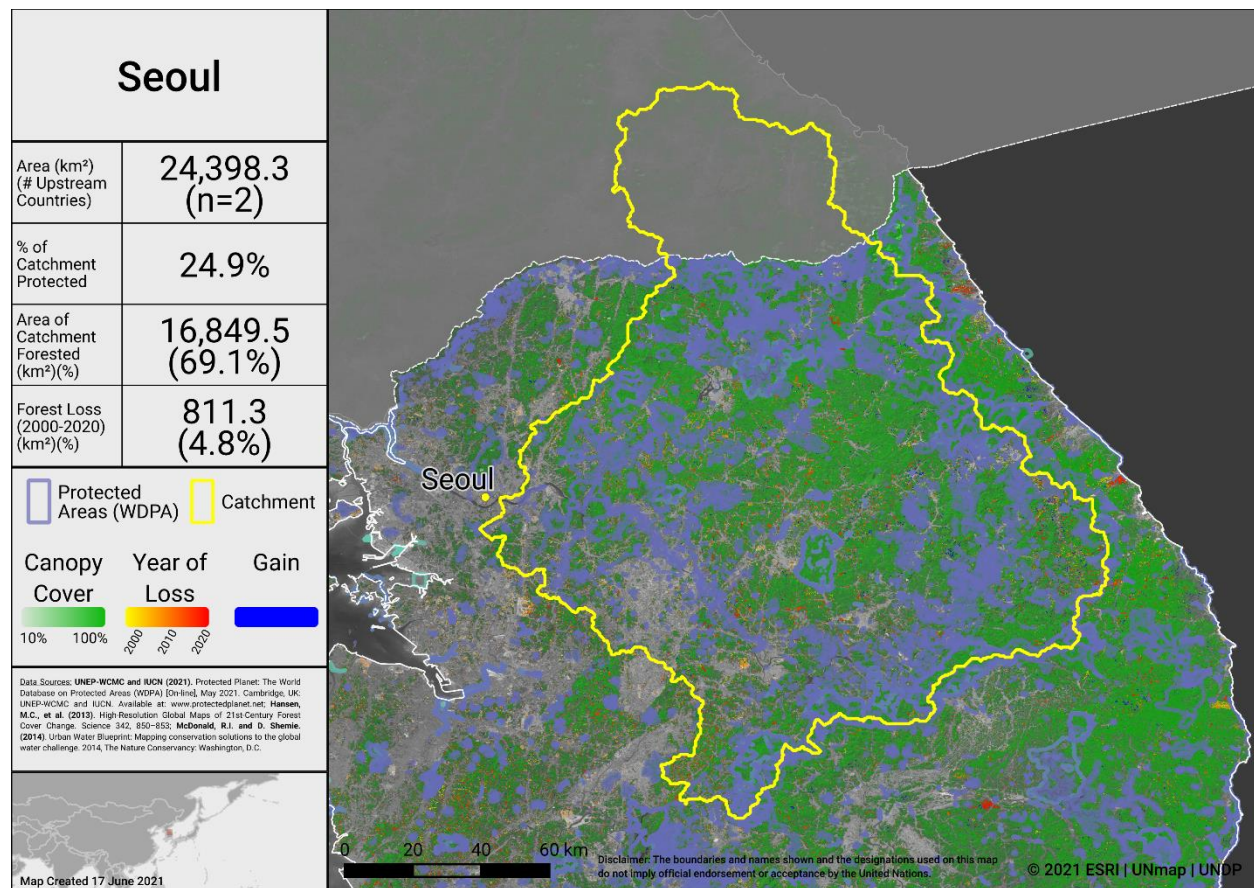 Seoul
Area (km²)
(# Upstream
Countries)
24,398.3
(n=2)
% of
Catchment
Protected
24.9%
Area of
Catchment
Forested
(km²)(%)
16,849.5
(69.1%)
Forest Loss
(2000-2020)
(km²)(%)
811.3
(4.8%)
Protected
Areas (WDPA)
Catchment
Canopy
Cover
Year of
Loss
Gain
10% 100%
2000 2010 2020
Data Sources: UNEP-WCMC and IUCN (2021). Protected Planet: The World
Database on Protected Areas (WDPA) [On-line], May 2021. Cambridge, UK:
UNEP-WCMC and IUCN. Available at: www.protectedplanet.net; Hansen,
M.C., et al. (2013). High-Resolution Global Maps of 21st-Century Forest
Cover Change. Science 342, 850–853; McDonald, R.I. and D. Shemie.
(2014). Urban Water Blueprint: Mapping conservation solutions to the global
water challenge. 2014, The Nature Conservancy: Washington, D.C.
Map Created 17 June 2021
Seoul
0 20 40 60 km
Disclaimer: The boundaries and names shown and the designations used on this map
do not imply official endorsement or acceptance by the United Nations.
© 2021 ESRI | UNmap | UNDP